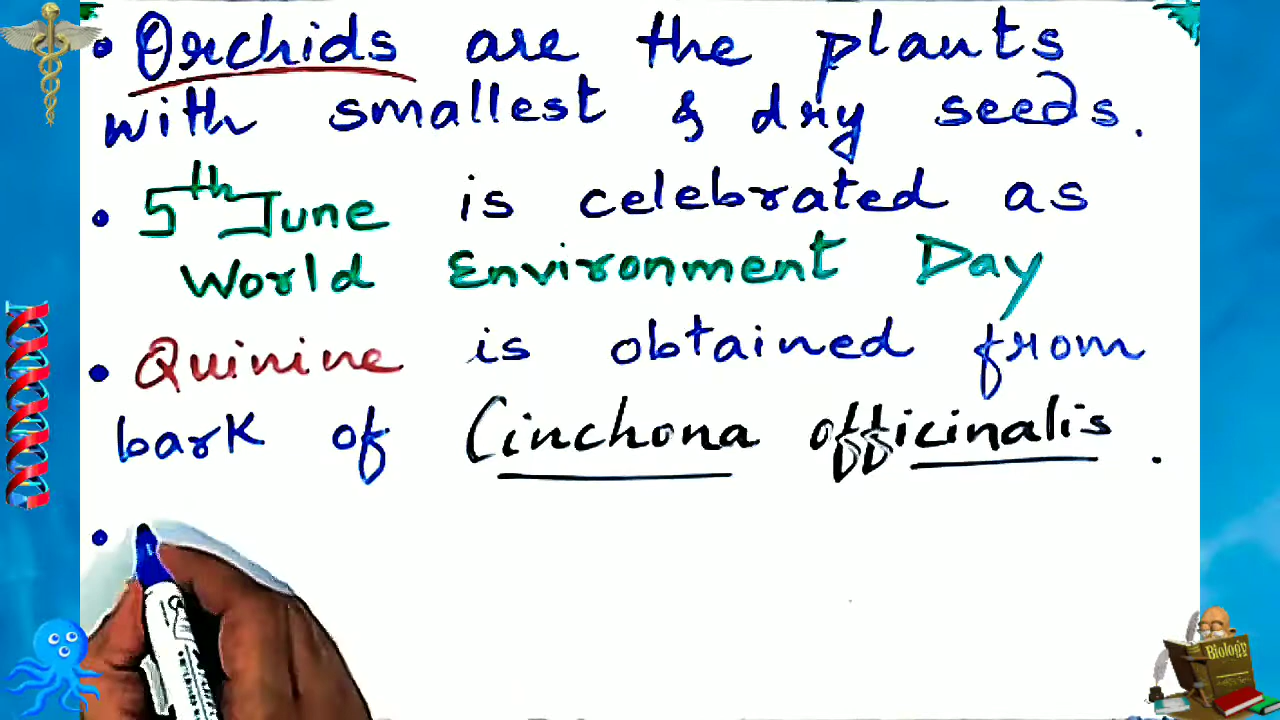 • Orchids are the plants
with smallest & dry seeds.
• 5th June is celebrated as
World Environment Day
• Quinine is obtained from
bark of Cinchona officinalis.
•
Biology